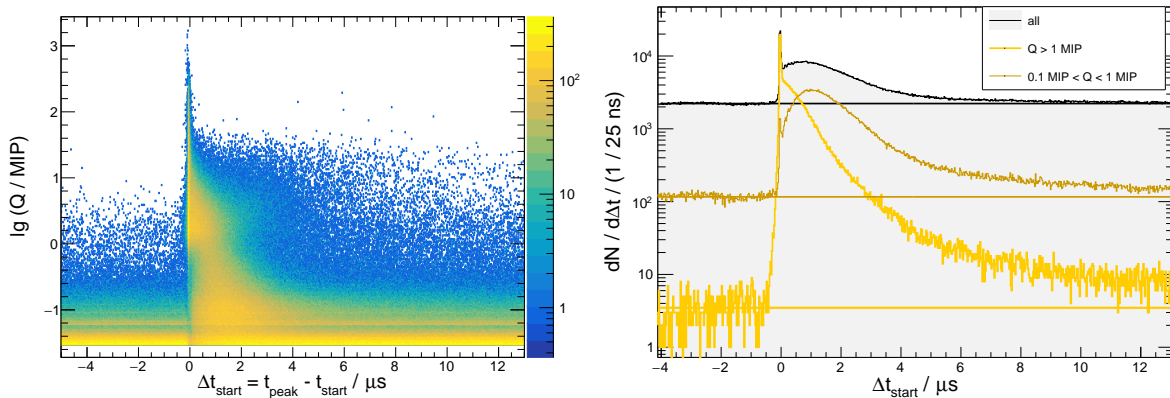 lg (Q / MIP)
3
2
1
0
−1
−4 −2 0 2 4 6 8 10 12
Δt_start = t_peak - t_start / μs
10²
10
1
dN / dΔt / (1 / 25 ns)
10⁴
10³
10²
10
1
all
Q > 1 MIP
0.1 MIP < Q < 1 MIP
−4 −2 0 2 4 6 8 10 12
Δt_start / μs